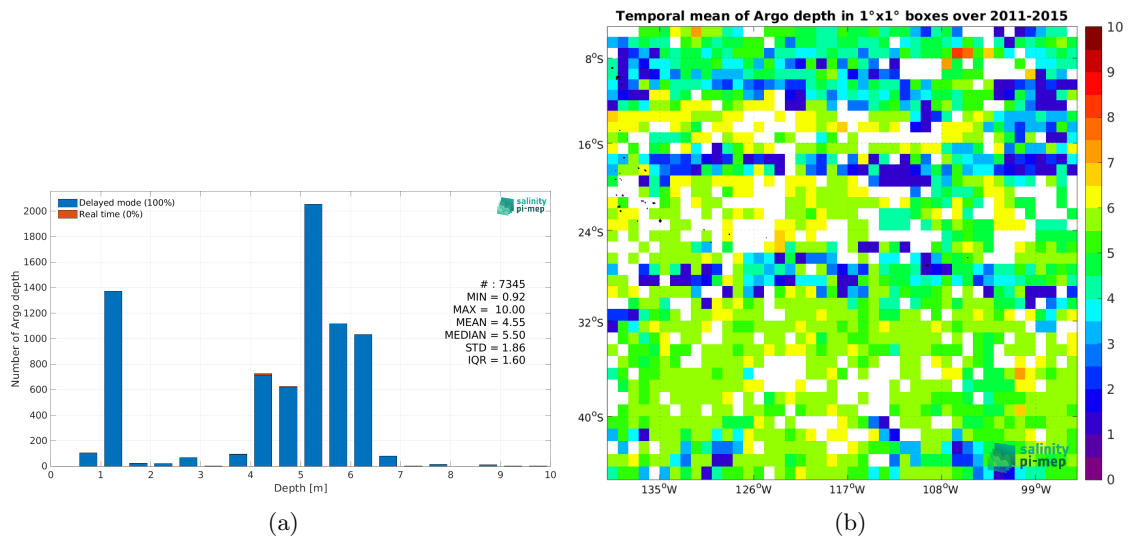 Temporal mean of Argo depth in 1°x1° boxes over 2011-2015
Delayed mode (100%)
Real time (0%)
salinity
pi-mep
2000
1800
1600
1400
1200
1000
800
600
400
200
0
Number of Argo depth
# : 7345
MIN = 0.92
MAX = 10.00
MEAN = 4.55
MEDIAN = 5.50
STD = 1.86
IQR = 1.60
0 1 2 3 4 5 6 7 8 9 10
Depth [m]
(a)
8°S
16°S
24°S
32°S
40°S
135°W 126°W 117°W 108°W 99°W
salinity
pi-mep
10
9
8
7
6
5
4
3
2
1
0
(b)